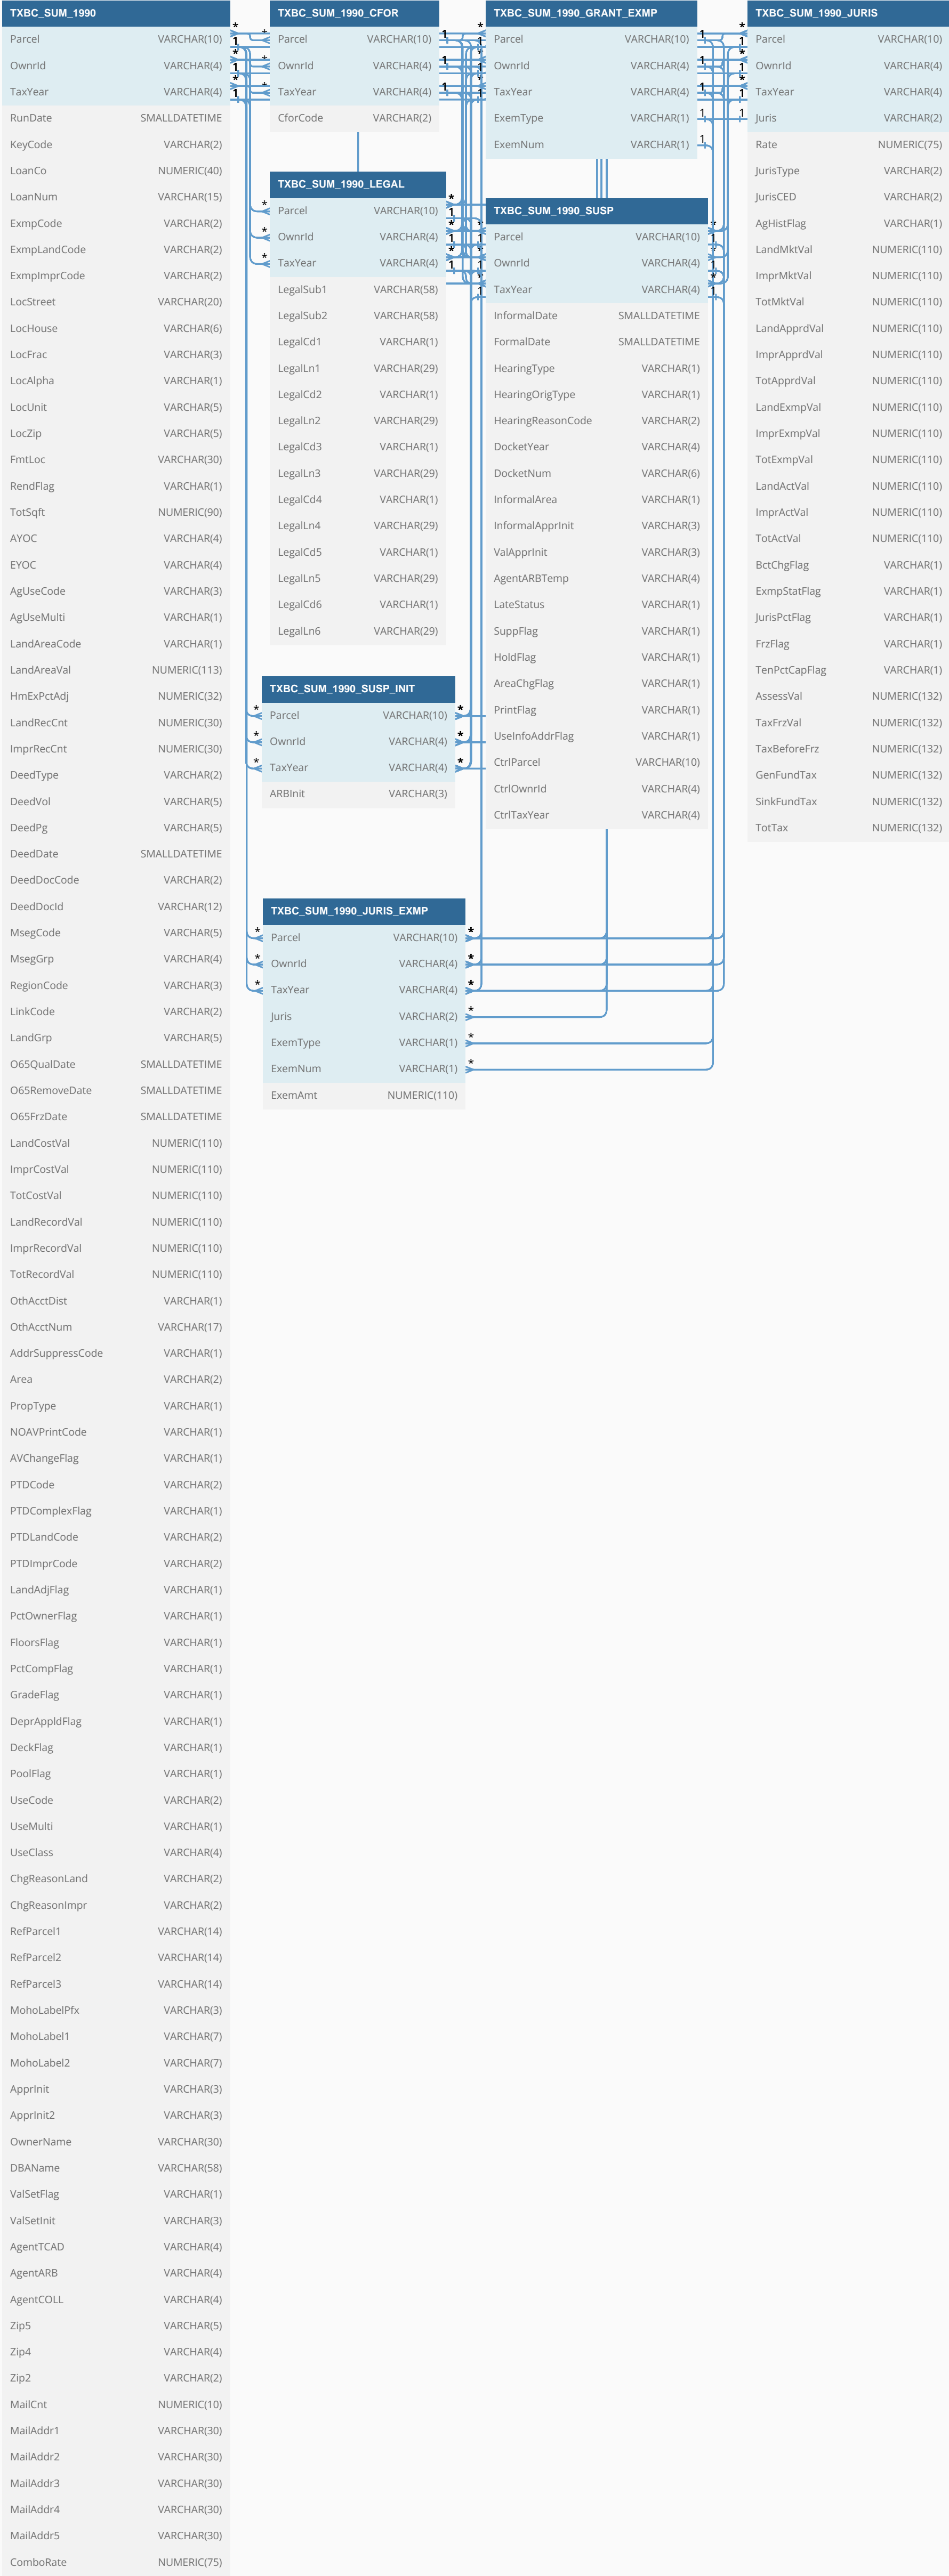 TXBC_SUM_1990
Parcel VARCHAR(10)
OwnrId VARCHAR(4)
TaxYear VARCHAR(4)
RunDate SMALLDATETIME
KeyCode VARCHAR(2)
LoanCo NUMERIC(40)
LoanNum VARCHAR(15)
ExmpCode VARCHAR(2)
ExmpLandCode VARCHAR(2)
ExmpImprCode VARCHAR(2)
LocStreet VARCHAR(20)
LocHouse VARCHAR(6)
LocFrac VARCHAR(3)
LocAlpha VARCHAR(1)
LocUnit VARCHAR(5)
LocZip VARCHAR(5)
FmtLoc VARCHAR(30)
RendFlag VARCHAR(1)
TotSqft NUMERIC(90)
AYOC VARCHAR(4)
EYOC VARCHAR(4)
AgUseCode VARCHAR(3)
AgUseMulti VARCHAR(1)
LandAreaCode VARCHAR(1)
LandAreaVal NUMERIC(113)
HmExPctAdj NUMERIC(32)
LandRecCnt NUMERIC(30)
ImprRecCnt NUMERIC(30)
DeedType VARCHAR(2)
DeedVol VARCHAR(5)
DeedPg VARCHAR(5)
DeedDate SMALLDATETIME
DeedDocCode VARCHAR(2)
DeedDocId VARCHAR(12)
MsegCode VARCHAR(5)
MsegGrp VARCHAR(4)
RegionCode VARCHAR(3)
LinkCode VARCHAR(2)
LandGrp VARCHAR(5)
O65QualDate SMALLDATETIME
O65RemoveDate SMALLDATETIME
O65FrzDate SMALLDATETIME
LandCostVal NUMERIC(110)
ImprCostVal NUMERIC(110)
TotCostVal NUMERIC(110)
LandRecordVal NUMERIC(110)
ImprRecordVal NUMERIC(110)
TotRecordVal NUMERIC(110)
OthAcctDist VARCHAR(1)
OthAcctNum VARCHAR(17)
AddrSuppressCode VARCHAR(1)
Area VARCHAR(2)
PropType VARCHAR(1)
NOAVPrintCode VARCHAR(1)
AVChangeFlag VARCHAR(1)
PTDCode VARCHAR(2)
PTDComplexFlag VARCHAR(1)
PTDLandCode VARCHAR(2)
PTDImprCode VARCHAR(2)
LandAdjFlag VARCHAR(1)
PctOwnerFlag VARCHAR(1)
FloorsFlag VARCHAR(1)
PctCompFlag VARCHAR(1)
GradeFlag VARCHAR(1)
DeprAppldFlag VARCHAR(1)
DeckFlag VARCHAR(1)
PoolFlag VARCHAR(1)
UseCode VARCHAR(2)
UseMulti VARCHAR(1)
UseClass VARCHAR(4)
ChgReasonLand VARCHAR(2)
ChgReasonImpr VARCHAR(2)
RefParcel1 VARCHAR(14)
RefParcel2 VARCHAR(14)
RefParcel3 VARCHAR(14)
MohoLabelPfx VARCHAR(3)
MohoLabel1 VARCHAR(7)
MohoLabel2 VARCHAR(7)
ApprInit VARCHAR(3)
ApprInit2 VARCHAR(3)
OwnerName VARCHAR(30)
DBAName VARCHAR(58)
ValSetFlag VARCHAR(1)
ValSetInit VARCHAR(3)
AgentTCAD VARCHAR(4)
AgentARB VARCHAR(4)
AgentCOLL VARCHAR(4)
Zip5 VARCHAR(5)
Zip4 VARCHAR(4)
Zip2 VARCHAR(2)
MailCnt NUMERIC(10)
MailAddr1 VARCHAR(30)
MailAddr2 VARCHAR(30)
MailAddr3 VARCHAR(30)
MailAddr4 VARCHAR(30)
MailAddr5 VARCHAR(30)
ComboRate NUMERIC(75)
TXBC_SUM_1990_CFOR
Parcel VARCHAR(10)
OwnrId VARCHAR(4)
TaxYear VARCHAR(4)
CforCode VARCHAR(2)
TXBC_SUM_1990_LEGAL
Parcel VARCHAR(10)
OwnrId VARCHAR(4)
TaxYear VARCHAR(4)
LegalSub1 VARCHAR(58)
LegalSub2 VARCHAR(58)
LegalCd1 VARCHAR(1)
LegalLn1 VARCHAR(29)
LegalCd2 VARCHAR(1)
LegalLn2 VARCHAR(29)
LegalCd3 VARCHAR(1)
LegalLn3 VARCHAR(29)
LegalCd4 VARCHAR(1)
LegalLn4 VARCHAR(29)
LegalCd5 VARCHAR(1)
LegalLn5 VARCHAR(29)
LegalCd6 VARCHAR(1)
LegalLn6 VARCHAR(29)
TXBC_SUM_1990_SUSP_INIT
Parcel VARCHAR(10)
OwnrId VARCHAR(4)
TaxYear VARCHAR(4)
ARBInit VARCHAR(3)
TXBC_SUM_1990_JURIS_EXMP
Parcel VARCHAR(10)
OwnrId VARCHAR(4)
TaxYear VARCHAR(4)
Juris VARCHAR(2)
ExemType VARCHAR(1)
ExemNum VARCHAR(1)
ExemAmt NUMERIC(110)
TXBC_SUM_1990_GRANT_EXMP
Parcel VARCHAR(10)
OwnrId VARCHAR(4)
TaxYear VARCHAR(4)
ExemType VARCHAR(1)
ExemNum VARCHAR(1)
TXBC_SUM_1990_SUSP
Parcel VARCHAR(10)
OwnrId VARCHAR(4)
TaxYear VARCHAR(4)
InformalDate SMALLDATETIME
FormalDate SMALLDATETIME
HearingType VARCHAR(1)
HearingOrigType VARCHAR(1)
HearingReasonCode VARCHAR(2)
DocketYear VARCHAR(4)
DocketNum VARCHAR(6)
InformalArea VARCHAR(1)
InformalApprInit VARCHAR(3)
ValApprInit VARCHAR(3)
AgentARBTemp VARCHAR(4)
LateStatus VARCHAR(1)
SuppFlag VARCHAR(1)
HoldFlag VARCHAR(1)
AreaChgFlag VARCHAR(1)
PrintFlag VARCHAR(1)
UseInfoAddrFlag VARCHAR(1)
CtrlParcel VARCHAR(10)
CtrlOwnrId VARCHAR(4)
CtrlTaxYear VARCHAR(4)
TXBC_SUM_1990_JURIS
Parcel VARCHAR(10)
OwnrId VARCHAR(4)
TaxYear VARCHAR(4)
Juris VARCHAR(2)
Rate NUMERIC(75)
JurisType VARCHAR(2)
JurisCED VARCHAR(2)
AgHistFlag VARCHAR(1)
LandMktVal NUMERIC(110)
ImprMktVal NUMERIC(110)
TotMktVal NUMERIC(110)
LandApprdVal NUMERIC(110)
ImprApprdVal NUMERIC(110)
TotApprdVal NUMERIC(110)
LandExmpVal NUMERIC(110)
ImprExmpVal NUMERIC(110)
TotExmpVal NUMERIC(110)
LandActVal NUMERIC(110)
ImprActVal NUMERIC(110)
TotActVal NUMERIC(110)
BctChgFlag VARCHAR(1)
ExmpStatFlag VARCHAR(1)
JurisPctFlag VARCHAR(1)
FrzFlag VARCHAR(1)
TenPctCapFlag VARCHAR(1)
AssessVal NUMERIC(132)
TaxFrzVal NUMERIC(132)
TaxBeforeFrz NUMERIC(132)
GenFundTax NUMERIC(132)
SinkFundTax NUMERIC(132)
TotTax NUMERIC(132)